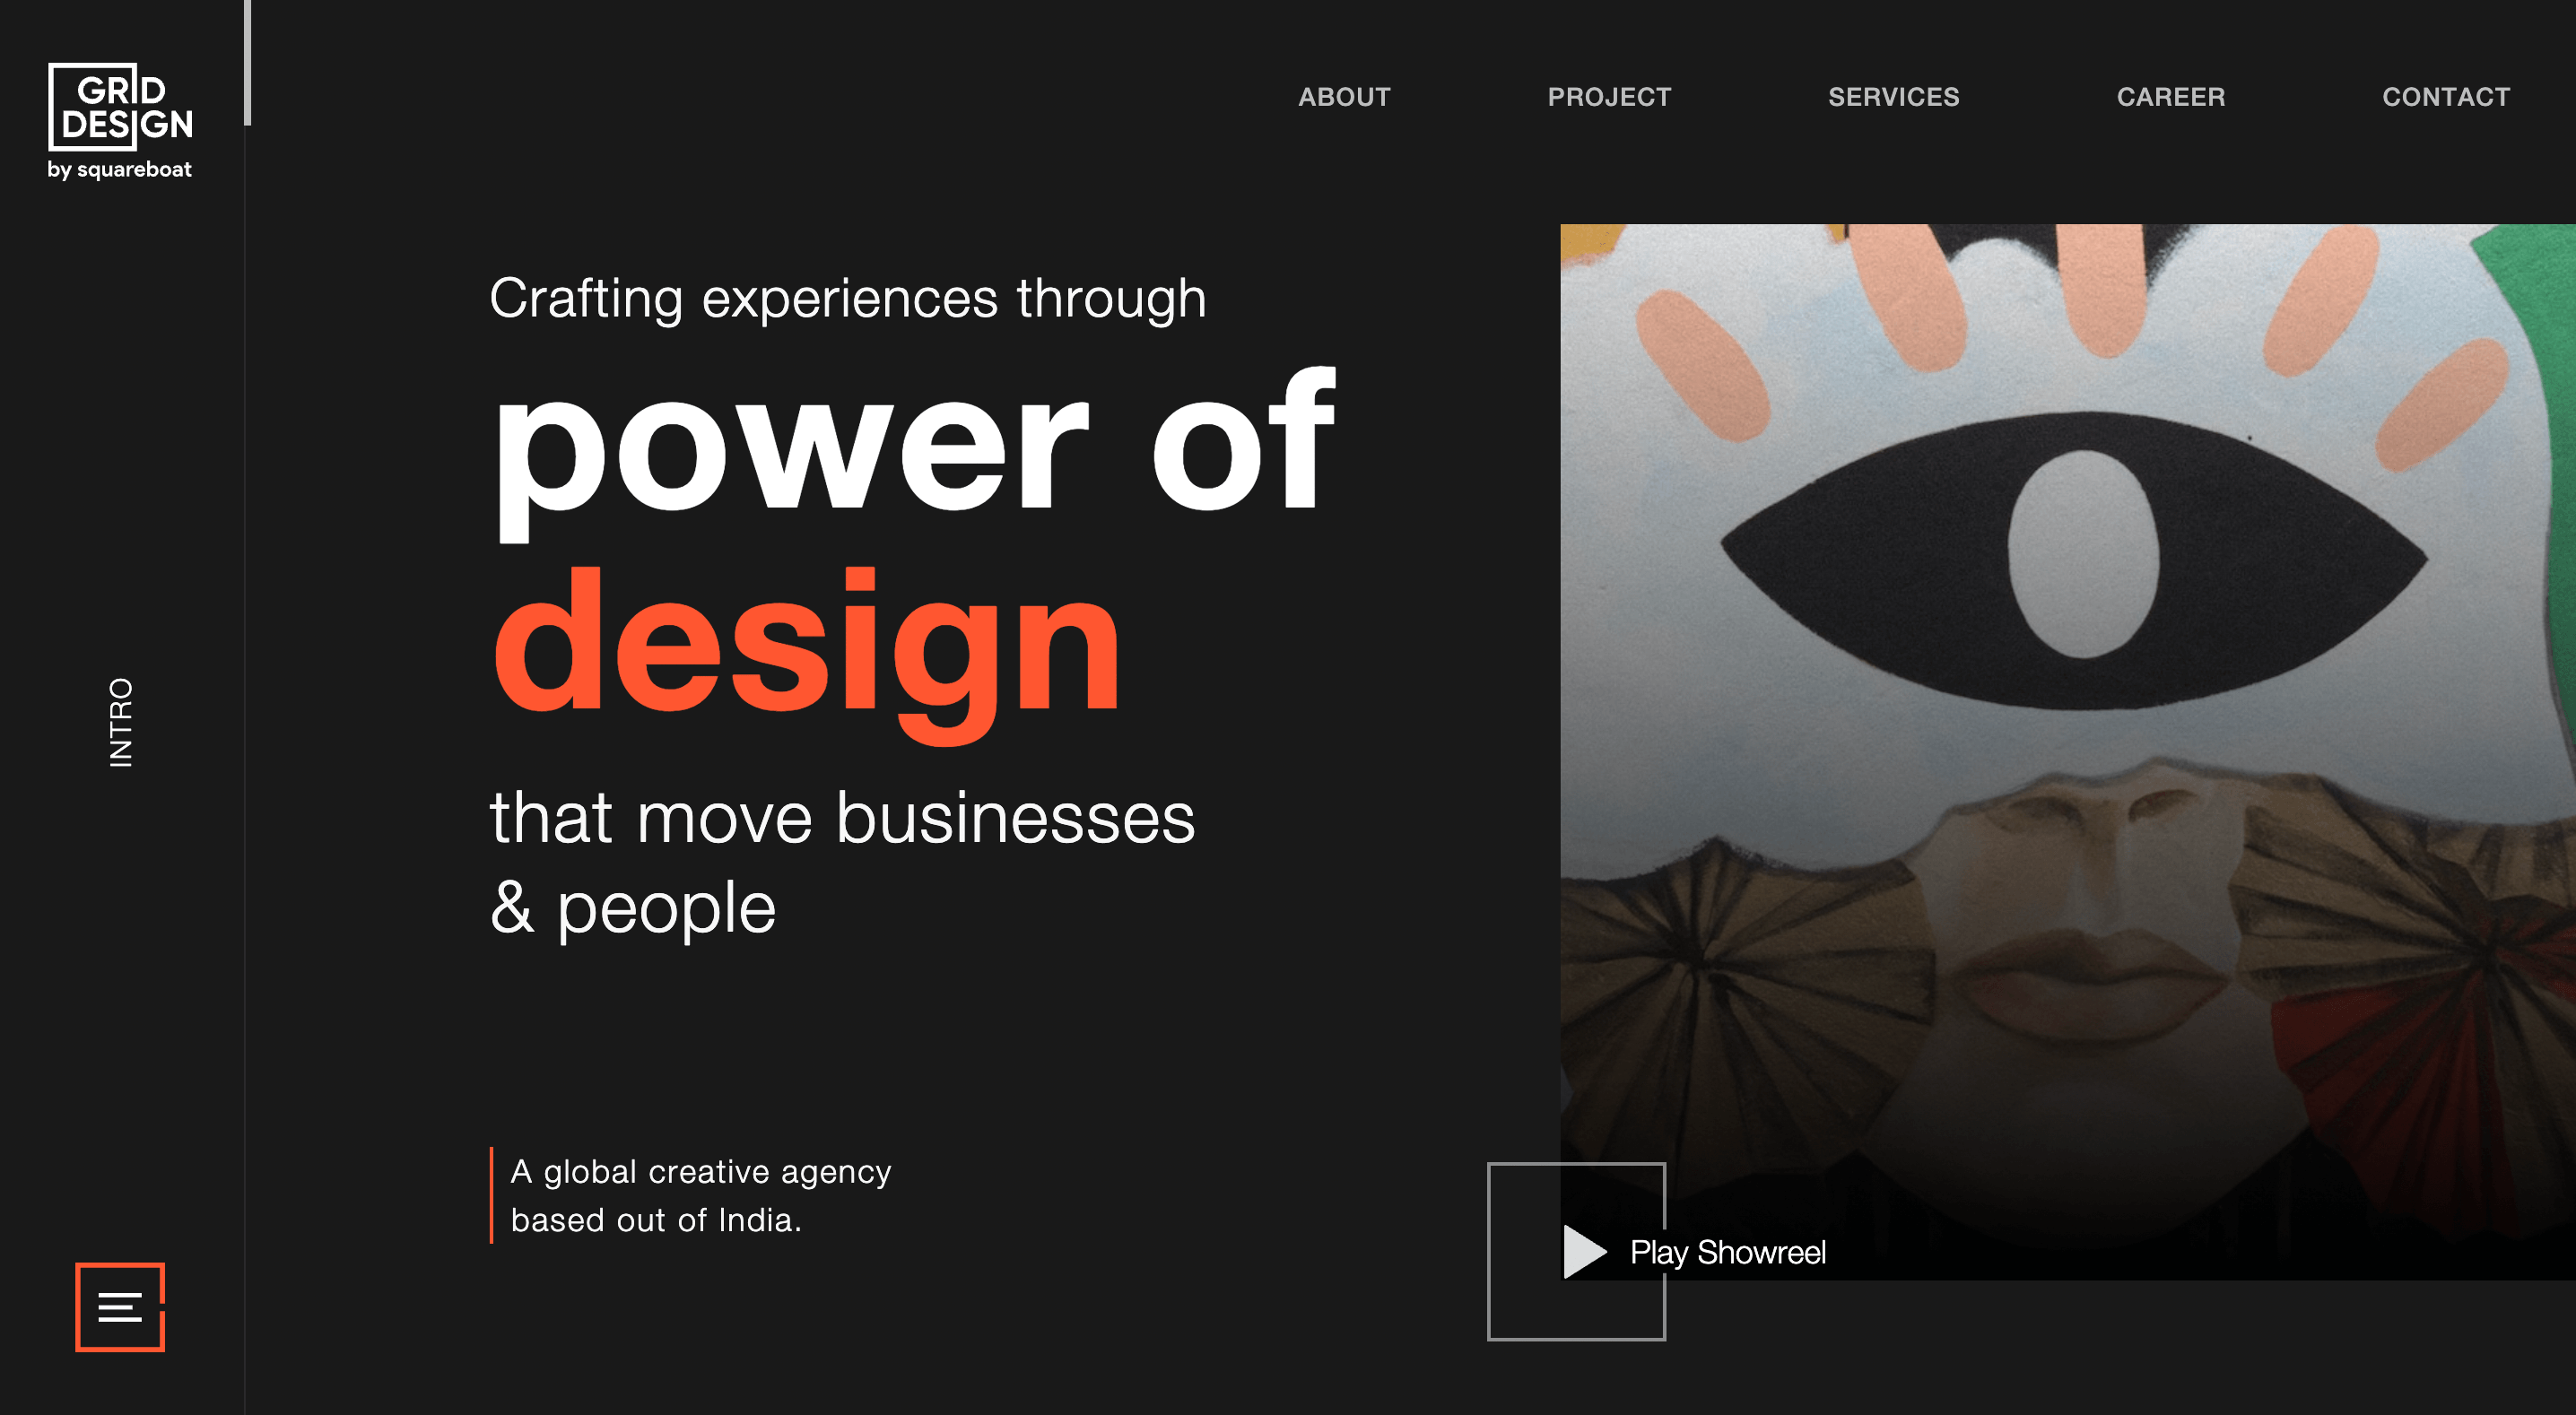 GRID
DESIGN
by squareboat
ABOUT
PROJECT
SERVICES
CAREER
CONTACT
Crafting experiences through
power of
design
that move businesses
& people
INTRO
A global creative agency
based out of India.
Play Showreel